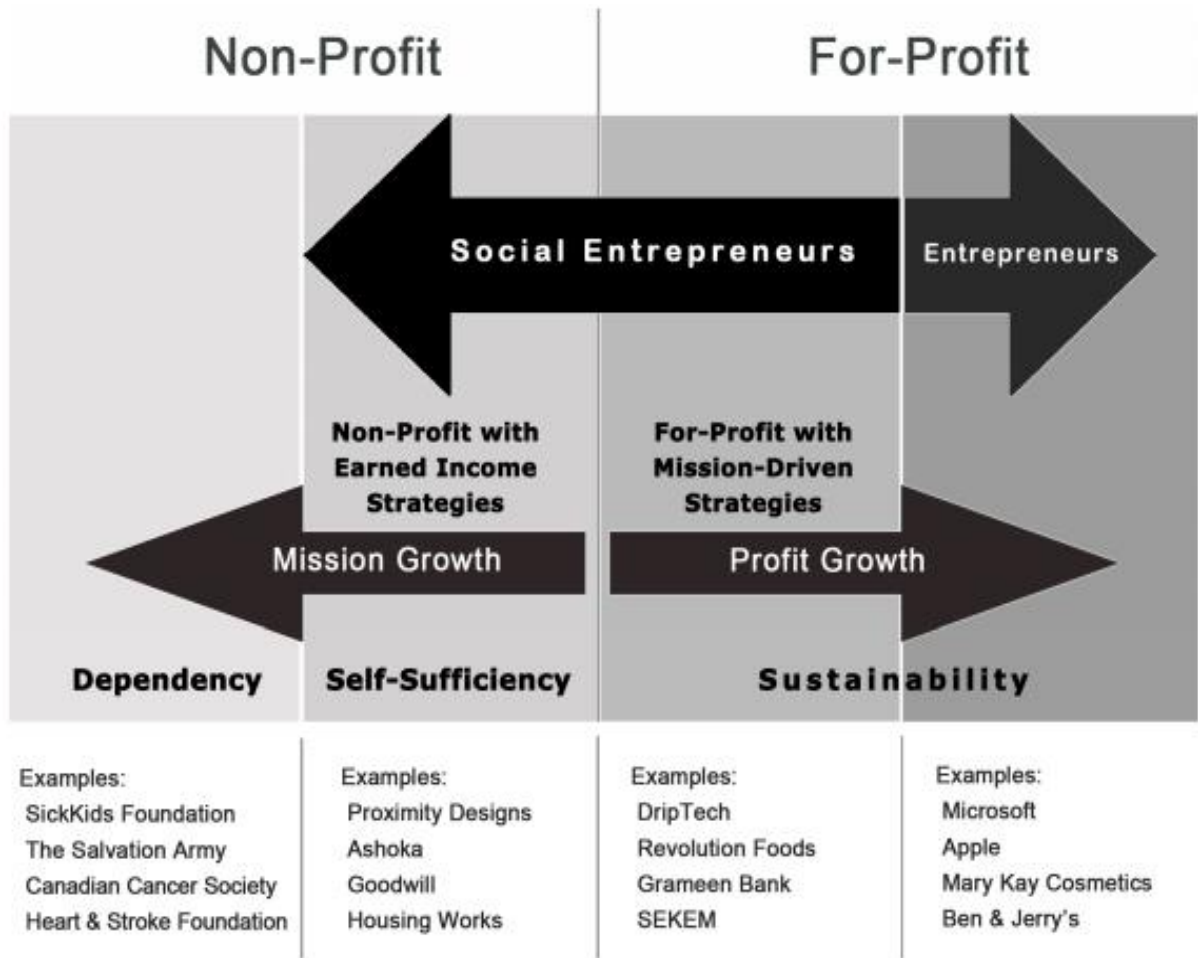 Non-Profit
For-Profit
Social Entrepreneurs
Entrepreneurs
Non-Profit with
Earned Income
Strategies
For-Profit with
Mission-Driven
Strategies
Mission Growth
Profit Growth
Dependency
Self-Sufficiency
Sustainability
Examples:
SickKids Foundation
The Salvation Army
Canadian Cancer Society
Heart & Stroke Foundation
Examples:
Proximity Designs
Ashoka
Goodwill
Housing Works
Examples:
DripTech
Revolution Foods
Grameen Bank
SEKEM
Examples:
Microsoft
Apple
Mary Kay Cosmetics
Ben & Jerry's